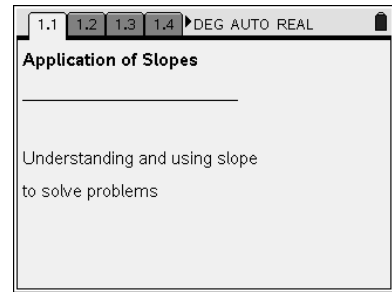 1.1 1.2 1.3 1.4 DEG AUTO REAL
Application of Slopes
Understanding and using slope
to solve problems